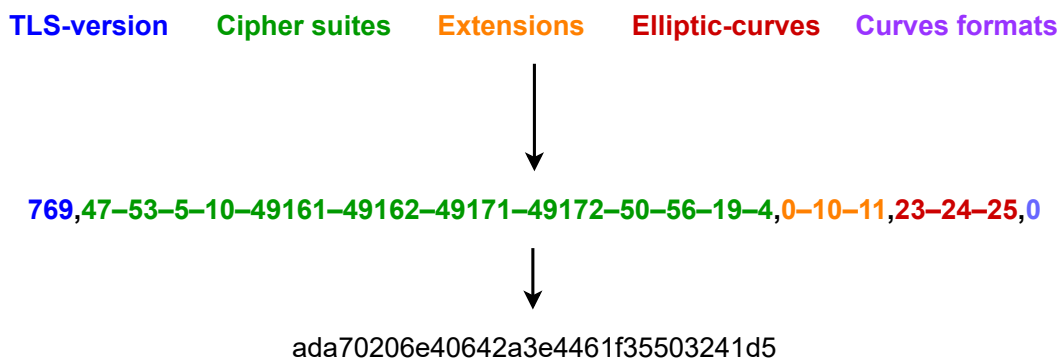 TLS-version Cipher suites Extensions Elliptic-curves Curves formats
769,47–53–5–10–49161–49162–49171–49172–50–56–19–4,0–10–11,23–24–25,0
ada70206e40642a3e4461f35503241d5